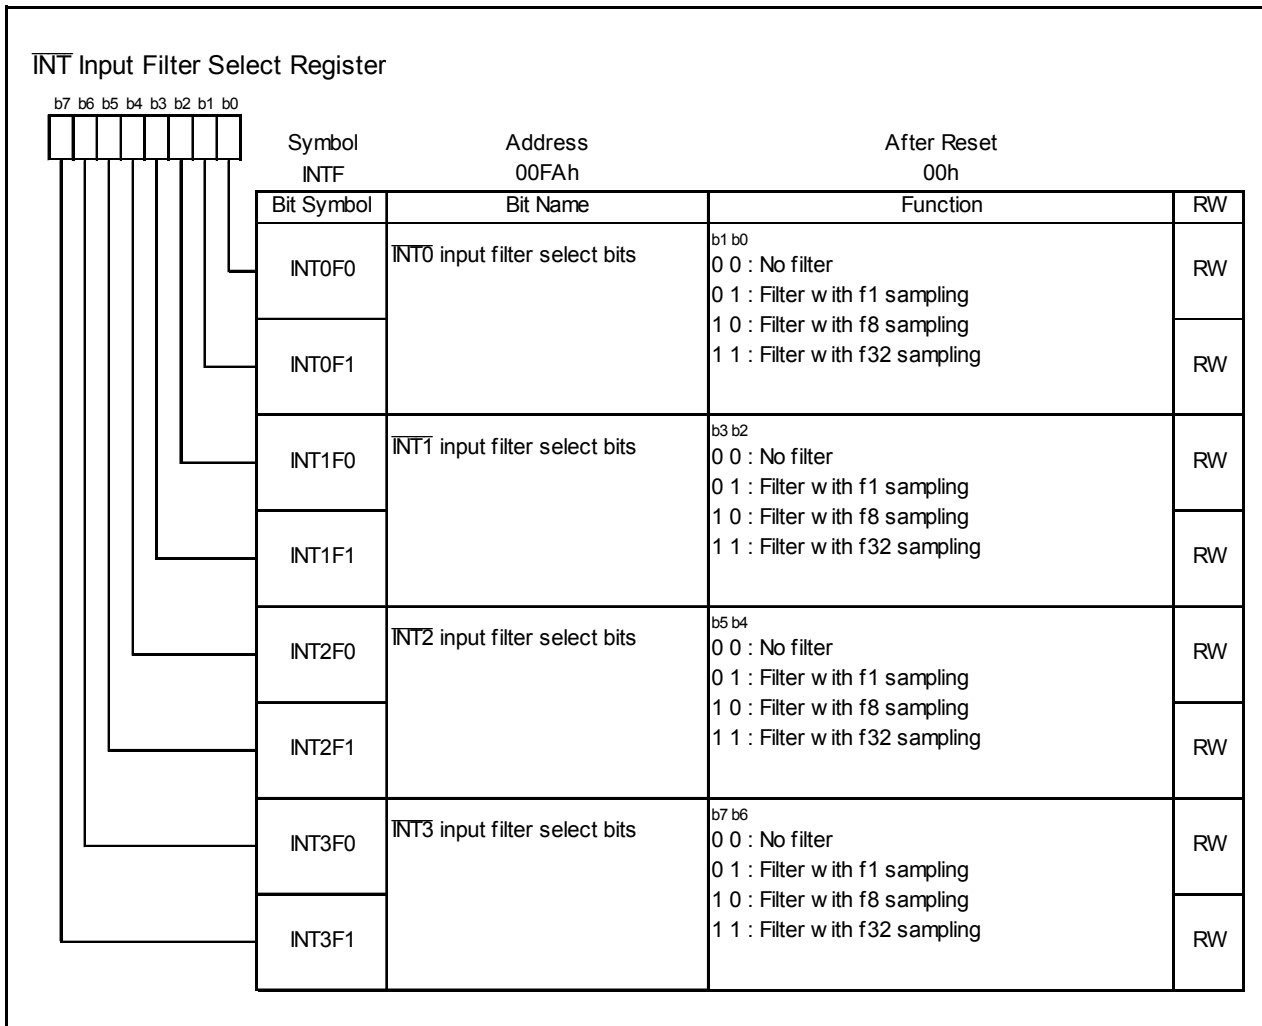 INT Input Filter Select Register
b7 b6 b5 b4 b3 b2 b1 b0
Symbol Address After Reset
INTF 00FAh 00h
Bit Symbol Bit Name Function RW
INT0F0 INT0 input filter select bits b1 b0
0 0 : No filter RW
0 1 : Filter with f1 sampling
1 0 : Filter with f8 sampling
INT0F1 1 1 : Filter with f32 sampling RW
INT1F0 INT1 input filter select bits b3 b2
0 0 : No filter RW
0 1 : Filter with f1 sampling
1 0 : Filter with f8 sampling
INT1F1 1 1 : Filter with f32 sampling RW
INT2F0 INT2 input filter select bits b5 b4
0 0 : No filter RW
0 1 : Filter with f1 sampling
1 0 : Filter with f8 sampling
INT2F1 1 1 : Filter with f32 sampling RW
INT3F0 INT3 input filter select bits b7 b6
0 0 : No filter RW
0 1 : Filter with f1 sampling
1 0 : Filter with f8 sampling
INT3F1 1 1 : Filter with f32 sampling RW